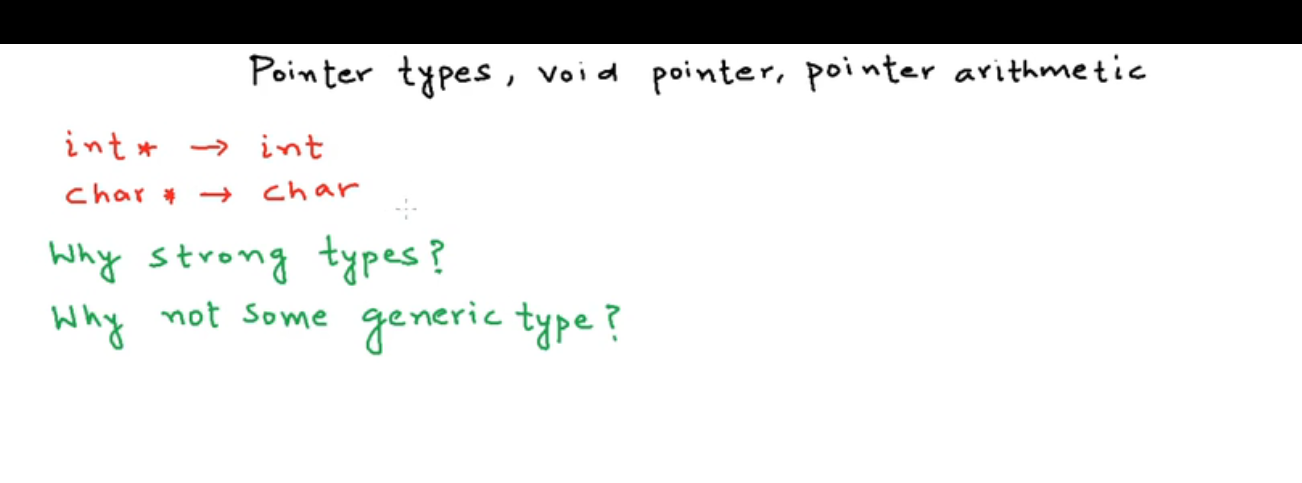 Pointer types, void pointer, pointer arithmetic
int* → int
char* → char
Why strong types?
Why not some generic type?